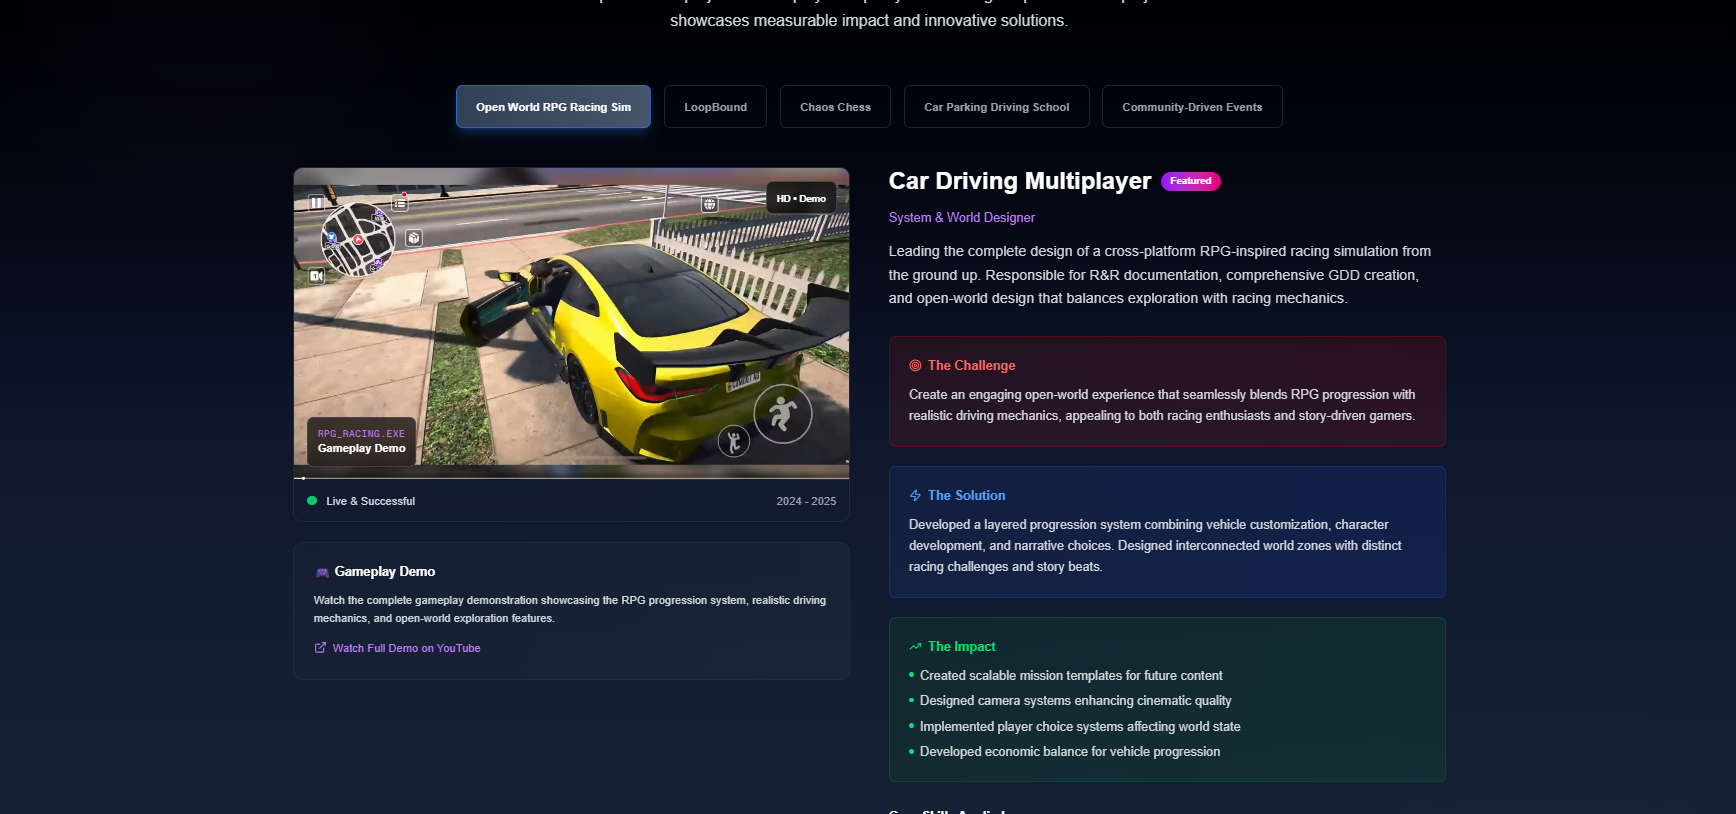 showcases measurable impact and innovative solutions.
Open World RPG Racing Sim
LoopBound
Chaos Chess
Car Parking Driving School
Community-Driven Events
HD • Demo
RPG_RACING.EXE
Gameplay Demo
Live & Successful
2024 - 2025
Gameplay Demo
Watch the complete gameplay demonstration showcasing the RPG progression system, realistic driving
mechanics, and open-world exploration features.
Watch Full Demo on YouTube
Car Driving Multiplayer
Featured
System & World Designer
Leading the complete design of a cross-platform RPG-inspired racing simulation from
the ground up. Responsible for R&R documentation, comprehensive GDD creation,
and open-world design that balances exploration with racing mechanics.
The Challenge
Create an engaging open-world experience that seamlessly blends RPG progression with
realistic driving mechanics, appealing to both racing enthusiasts and story-driven gamers.
The Solution
Developed a layered progression system combining vehicle customization, character
development, and narrative choices. Designed interconnected world zones with distinct
racing challenges and story beats.
The Impact
• Created scalable mission templates for future content
• Designed camera systems enhancing cinematic quality
• Implemented player choice systems affecting world state
• Developed economic balance for vehicle progression